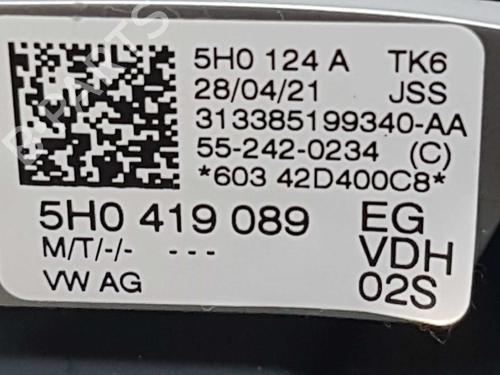 5H0 124 A TK6
28/04/21 JSS
313385199340-AA
55-242-0234 (C)
*603 42D400C8*
5H0 419 089 EG
M/T/-/- --- VDH
VW AG 02S
B-PARTS